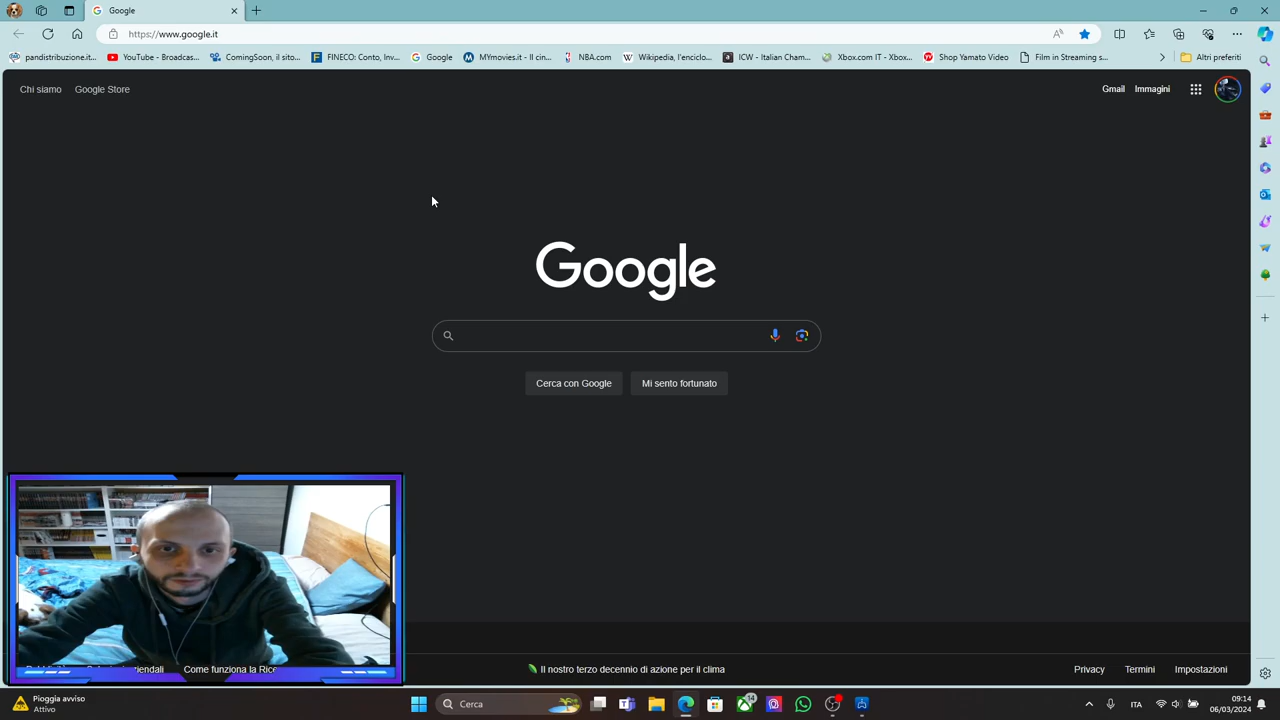 Google
https://www.google.it
pandistribuzione.it...
YouTube - Broadcas...
ComingSoon, il sito...
FINECO: Conto, Inv...
Google
MYmovies.it - Il cin...
NBA.com
Wikipedia, l'enciclo...
ICW - Italian Cham...
Xbox.com IT - Xbox...
Shop Yamato Video
Film in Streaming s...
Altri preferiti
Chi siamo
Google Store
Gmail
Immagini
Google
Cerca con Google
Mi sento fortunato
Come funziona la Rice
Il nostro terzo decennio di azione per il clima
Privacy
Termini
Impostazioni
Pioggia avviso
Attivo
Cerca
14
ITA
09:14
06/03/2024